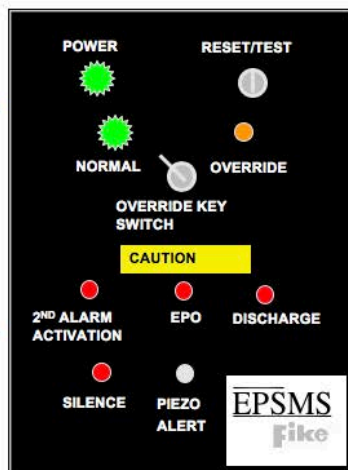 POWER
RESET/TEST
NORMAL
OVERRIDE
OVERRIDE KEY
SWITCH
CAUTION
2ND ALARM
ACTIVATION
EPO
DISCHARGE
SILENCE
PIEZO
ALERT
EPSMS
Fike